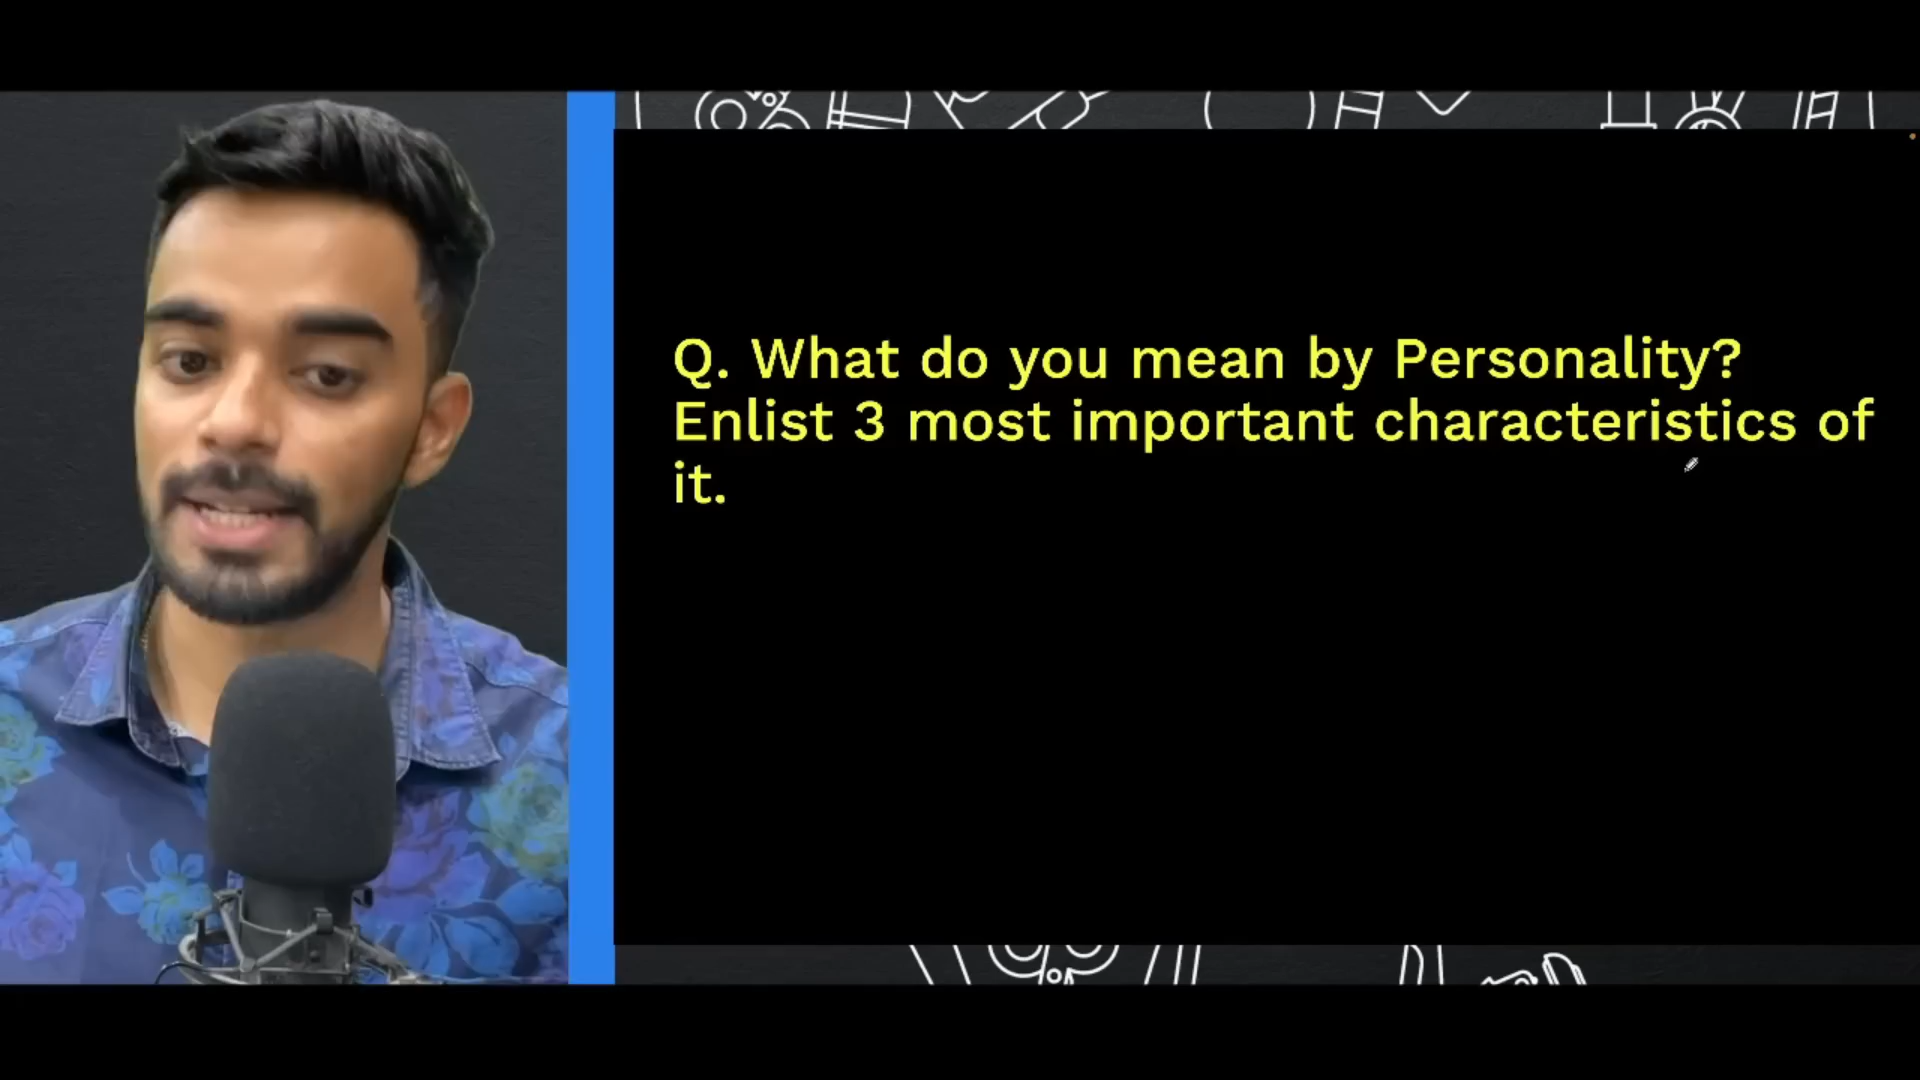 Q. What do you mean by Personality?
Enlist 3 most important characteristics of
it.